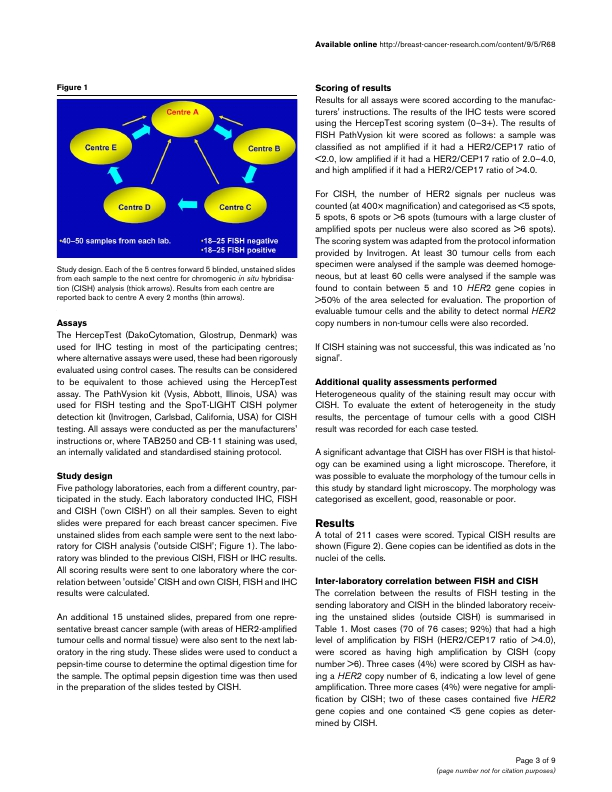 Available online http://breast-cancer-research.com/content/9/5/R68
Figure 1
Centre A
Centre E
Centre B
Centre D
Centre C
•40–50 samples from each lab.
•18–25 FISH negative
•18–25 FISH positive
Study design. Each of the 5 centres forward 5 blinded, unstained slides
from each sample to the next centre for chromogenic in situ hybridisa-
tion (CISH) analysis (thick arrows). Results from each centre are
reported back to centre A every 2 months (thin arrows).
Assays
The HercepTest (DakoCytomation, Glostrup, Denmark) was
used for IHC testing in most of the participating centres;
where alternative assays were used, these had been rigorously
evaluated using control cases. The results can be considered
to be equivalent to those achieved using the HercepTest
assay. The PathVysion kit (Vysis, Abbott, Illinois, USA) was
used for FISH testing and the SpoT-LIGHT CISH polymer
detection kit (Invitrogen, Carlsbad, California, USA) for CISH
testing. All assays were conducted as per the manufacturers'
instructions or, where TAB250 and CB-11 staining was used,
an internally validated and standardised staining protocol.
Study design
Five pathology laboratories, each from a different country, par-
ticipated in the study. Each laboratory conducted IHC, FISH
and CISH ('own CISH') on all their samples. Seven to eight
slides were prepared for each breast cancer specimen. Five
unstained slides from each sample were sent to the next labo-
ratory for CISH analysis ('outside CISH'; Figure 1). The labo-
ratory was blinded to the previous CISH, FISH or IHC results.
All scoring results were sent to one laboratory where the cor-
relation between 'outside' CISH and own CISH, FISH and IHC
results were calculated.
An additional 15 unstained slides, prepared from one repre-
sentative breast cancer sample (with areas of HER2-amplified
tumour cells and normal tissue) were also sent to the next lab-
oratory in the ring study. These slides were used to conduct a
pepsin-time course to determine the optimal digestion time for
the sample. The optimal pepsin digestion time was then used
in the preparation of the slides tested by CISH.
Scoring of results
Results for all assays were scored according to the manufac-
turers' instructions. The results of the IHC tests were scored
using the HercepTest scoring system (0–3+). The results of
FISH PathVysion kit were scored as follows: a sample was
classified as not amplified if it had a HER2/CEP17 ratio of
<2.0, low amplified if it had a HER2/CEP17 ratio of 2.0–4.0,
and high amplified if it had a HER2/CEP17 ratio of >4.0.
For CISH, the number of HER2 signals per nucleus was
counted (at 400× magnification) and categorised as <5 spots,
5 spots, 6 spots or >6 spots (tumours with a large cluster of
amplified spots per nucleus were also scored as >6 spots).
The scoring system was adapted from the protocol information
provided by Invitrogen. At least 30 tumour cells from each
specimen were analysed if the sample was deemed homoge-
neous, but at least 60 cells were analysed if the sample was
found to contain between 5 and 10 HER2 gene copies in
>50% of the area selected for evaluation. The proportion of
evaluable tumour cells and the ability to detect normal HER2
copy numbers in non-tumour cells were also recorded.
If CISH staining was not successful, this was indicated as 'no
signal'.
Additional quality assessments performed
Heterogeneous quality of the staining result may occur with
CISH. To evaluate the extent of heterogeneity in the study
results, the percentage of tumour cells with a good CISH
result was recorded for each case tested.
A significant advantage that CISH has over FISH is that histol-
ogy can be examined using a light microscope. Therefore, it
was possible to evaluate the morphology of the tumour cells in
this study by standard light microscopy. The morphology was
categorised as excellent, good, reasonable or poor.
Results
A total of 211 cases were scored. Typical CISH results are
shown (Figure 2). Gene copies can be identified as dots in the
nuclei of the cells.
Inter-laboratory correlation between FISH and CISH
The correlation between the results of FISH testing in the
sending laboratory and CISH in the blinded laboratory receiv-
ing the unstained slides (outside CISH) is summarised in
Table 1. Most cases (70 of 76 cases; 92%) that had a high
level of amplification by FISH (HER2/CEP17 ratio of >4.0),
were scored as having high amplification by CISH (copy
number >6). Three cases (4%) were scored by CISH as hav-
ing a HER2 copy number of 6, indicating a low level of gene
amplification. Three more cases (4%) were negative for ampli-
fication by CISH; two of these cases contained five HER2
gene copies and one contained <5 gene copies as deter-
mined by CISH.
Page 3 of 9
(page number not for citation purposes)